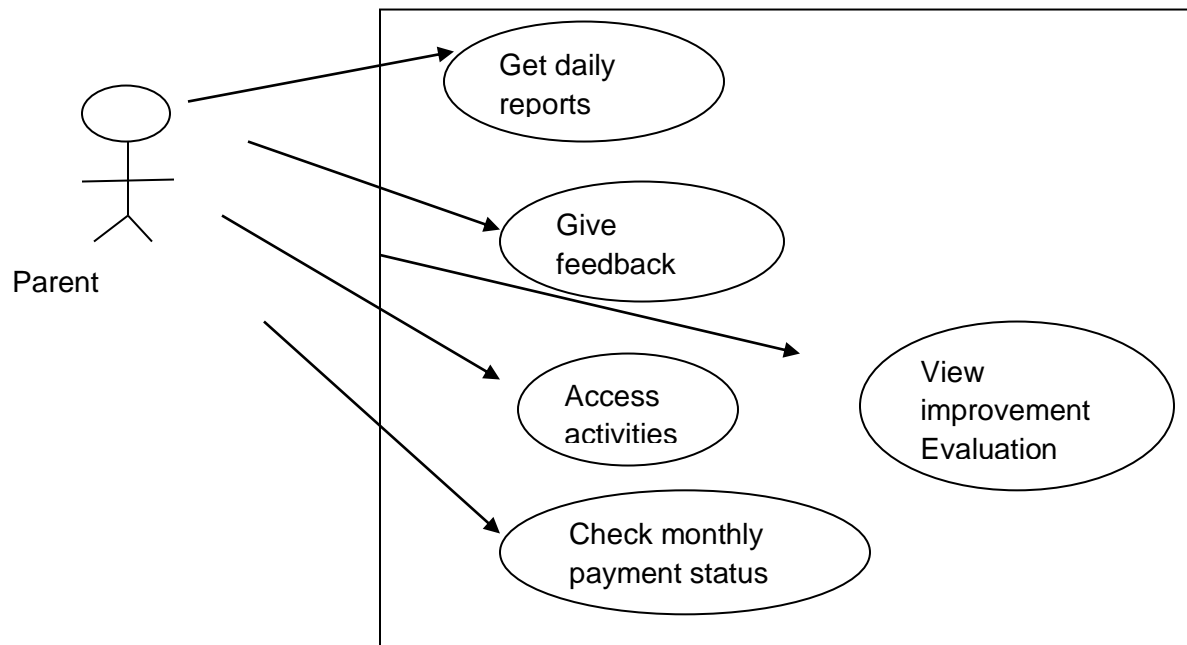 Get daily
reports
Give
feedback
Parent
Access
activities
View
improvement
Evaluation
Check monthly
payment status